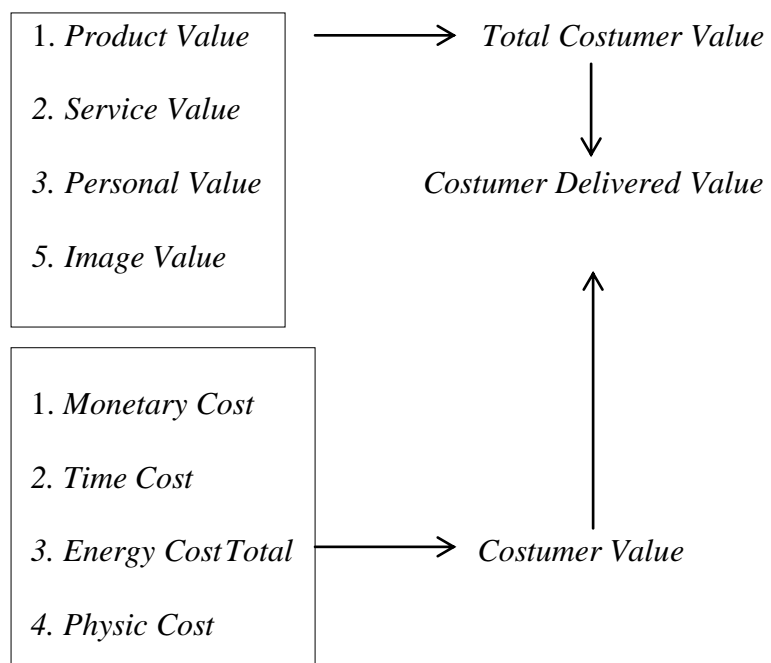 1. Product Value
2. Service Value
3. Personal Value
5. Image Value
Total Costumer Value
Costumer Delivered Value
1. Monetary Cost
2. Time Cost
3. Energy CostTotal
4. Physic Cost
Costumer Value